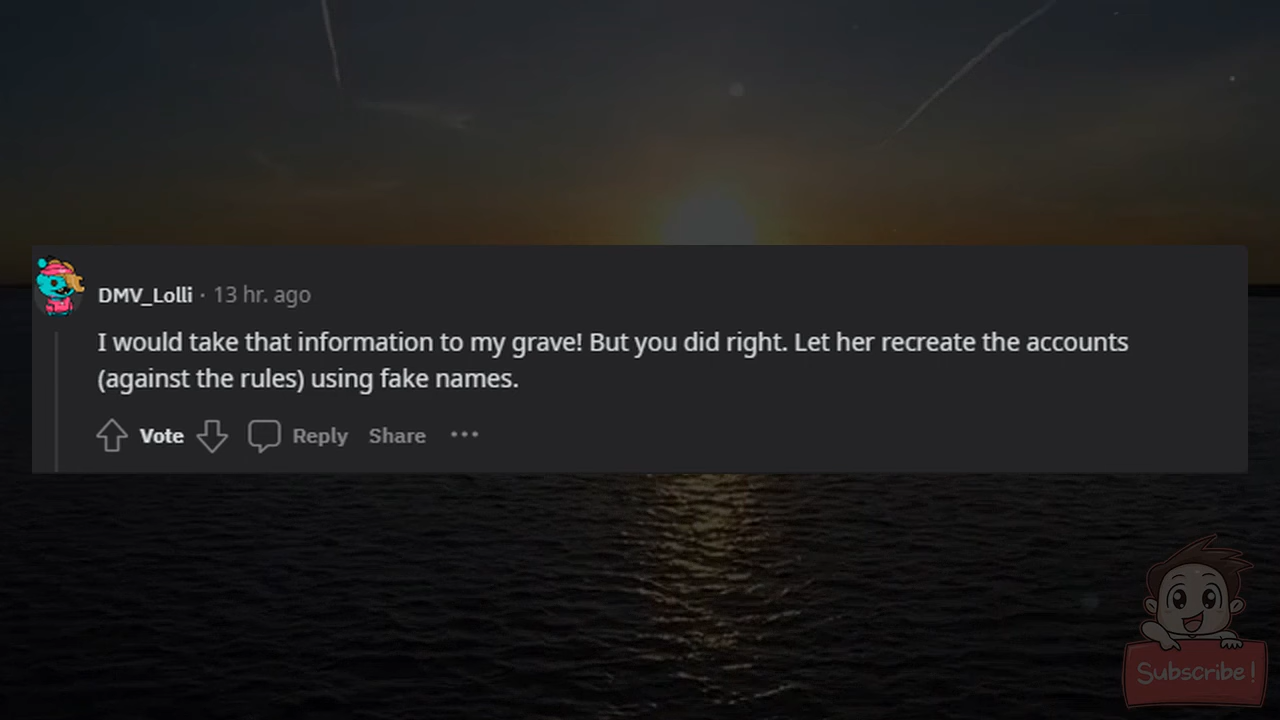 DMV_Lolli · 13 hr. ago
I would take that information to my grave! But you did right. Let her recreate the accounts
(against the rules) using fake names.
Vote Reply Share ···
Subscribe!